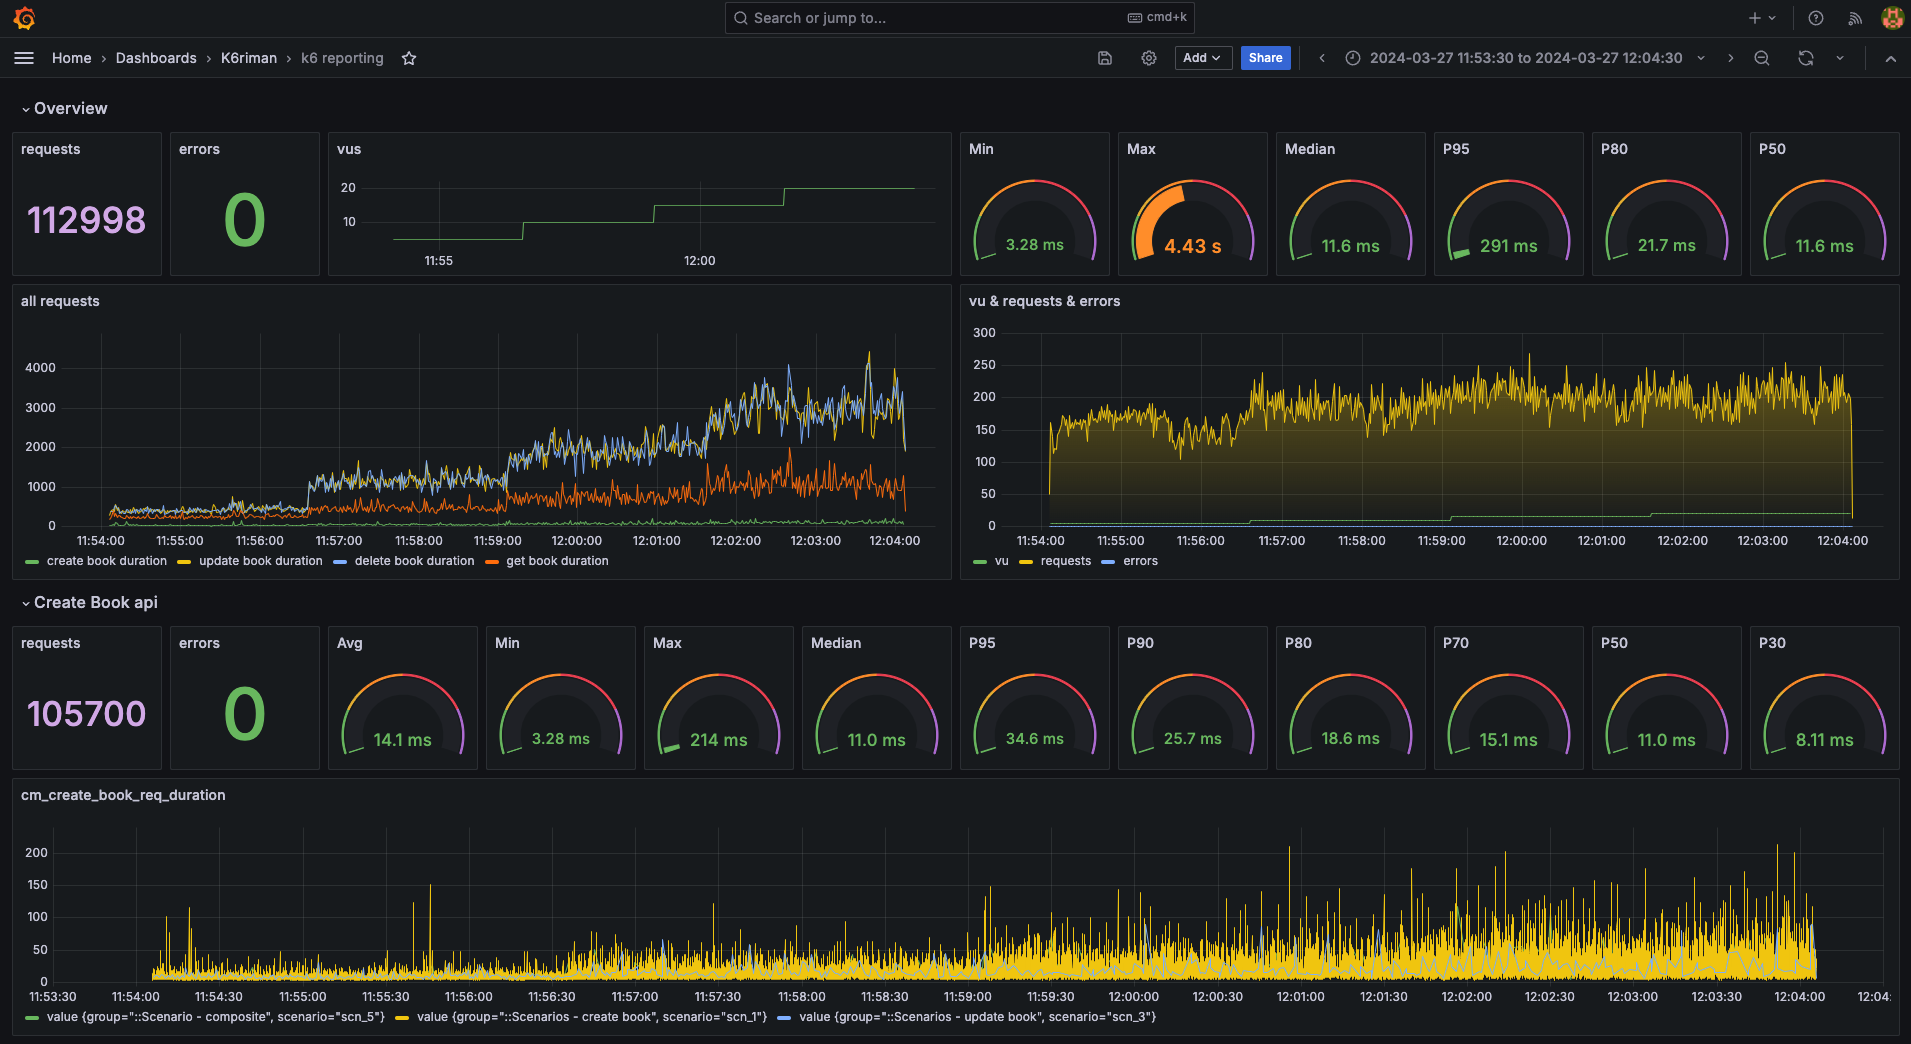 Search or jump to...
cmd+k
Home › Dashboards › K6riman › k6 reporting
Add
Share
2024-03-27 11:53:30 to 2024-03-27 12:04:30
Overview
requests
112998
errors
0
vus
20
10
11:55 12:00
Min
3.28 ms
Max
4.43 s
Median
11.6 ms
P95
291 ms
P80
21.7 ms
P50
11.6 ms
all requests
4000
3000
2000
1000
0
11:54:00 11:55:00 11:56:00 11:57:00 11:58:00 11:59:00 12:00:00 12:01:00 12:02:00 12:03:00 12:04:00
create book duration update book duration delete book duration get book duration
vu & requests & errors
300
250
200
150
100
50
0
11:54:00 11:55:00 11:56:00 11:57:00 11:58:00 11:59:00 12:00:00 12:01:00 12:02:00 12:03:00 12:04:00
vu requests errors
Create Book api
requests
105700
errors
0
Avg
14.1 ms
Min
3.28 ms
Max
214 ms
Median
11.0 ms
P95
34.6 ms
P90
25.7 ms
P80
18.6 ms
P70
15.1 ms
P50
11.0 ms
P30
8.11 ms
cm_create_book_req_duration
200
150
100
50
0
11:53:30 11:54:00 11:54:30 11:55:00 11:55:30 11:56:00 11:56:30 11:57:00 11:57:30 11:58:00 11:58:30 11:59:00 11:59:30 12:00:00 12:00:30 12:01:00 12:01:30 12:02:00 12:02:30 12:03:00 12:03:30 12:04:00 12:04:
value {group="::Scenario - composite", scenario="scn_5"} value {group="::Scenarios - create book", scenario="scn_1"} value {group="::Scenarios - update book", scenario="scn_3"}